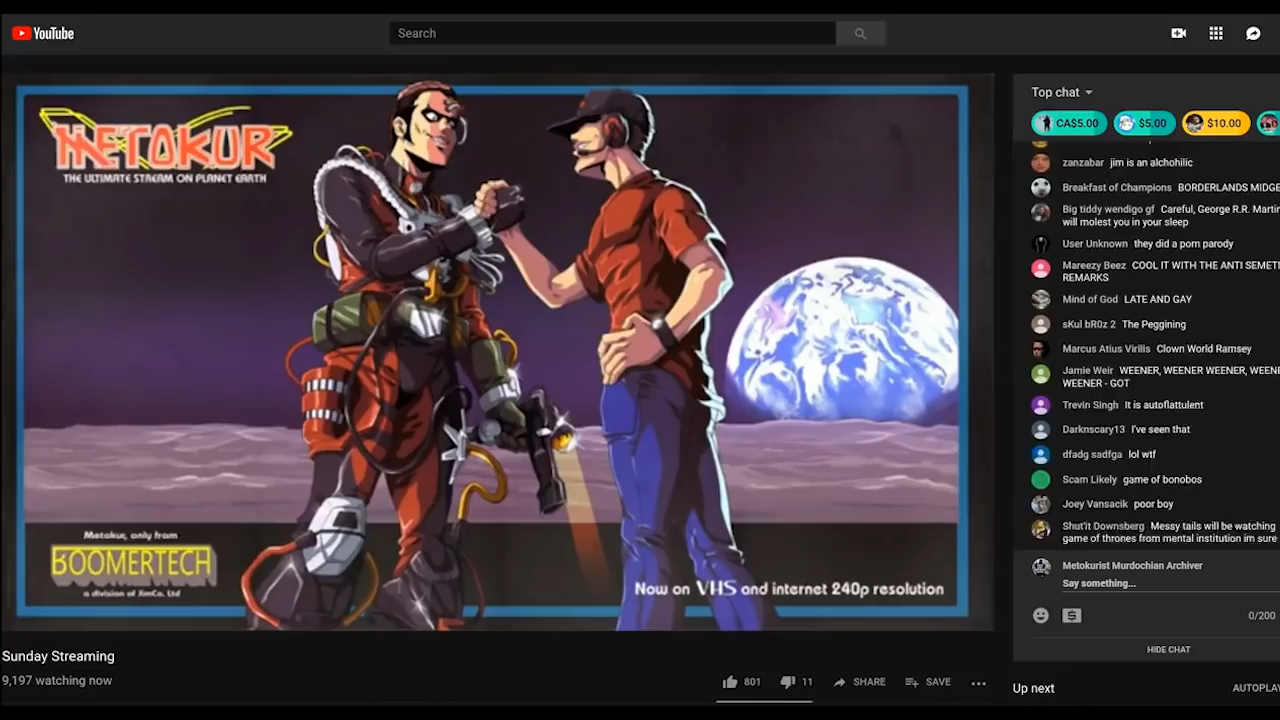 YouTube
Search
METOKUR
THE ULTIMATE STREAM ON PLANET EARTH
Metokur, only from
BOOMERTECH
a division of JimCo. Ltd
Now on VHS and internet 240p resolution
Sunday Streaming
9,197 watching now
801
11
SHARE
SAVE
Top chat
CA$5.00
$5.00
$10.00
zanzabar jim is an alchohilic
Breakfast of Champions BORDERLANDS MIDGE
Big tiddy wendigo gf Careful, George R.R. Martin
will molest you in your sleep
User Unknown they did a porn parody
Mareezy Beez COOL IT WITH THE ANTI SEMET
REMARKS
Mind of God LATE AND GAY
sKul bR0z 2 The Peggining
Marcus Atius Virilis Clown World Ramsey
Jamie Weir WEENER, WEENER WEENER, WEENE
WEENER - GOT
Trevin Singh It is autoflattulent
Darknscary13 I've seen that
dfadg sadfga lol wtf
Scam Likely game of bonobos
Joey Vansacik poor boy
Shut'it Downsberg Messy tails will be watching
game of thrones from mental institution im sure
Metokurist Murdochian Archiver
Say something...
0/200
HIDE CHAT
Up next
AUTOPLAY